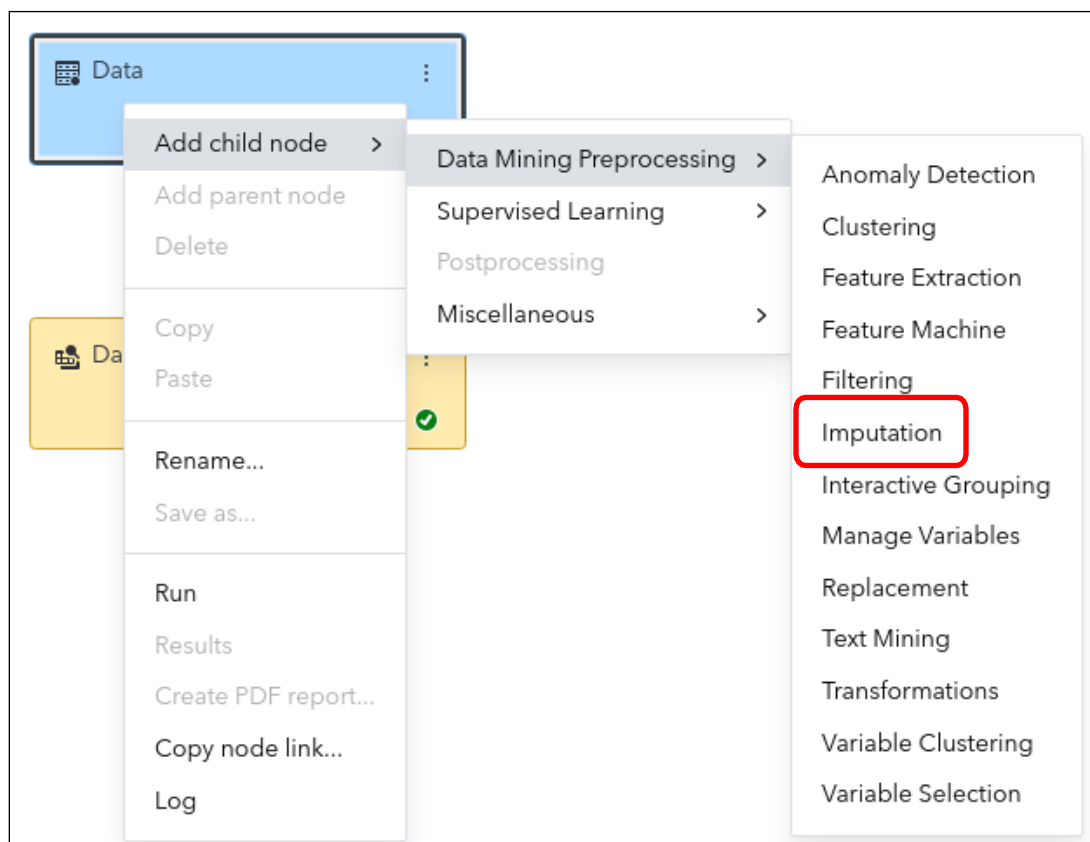 Data
Add child node
Add parent node
Delete
Copy
Paste
Rename...
Save as...
Run
Results
Create PDF report...
Copy node link...
Log
Data Mining Preprocessing
Supervised Learning
Postprocessing
Miscellaneous
Anomaly Detection
Clustering
Feature Extraction
Feature Machine
Filtering
Imputation
Interactive Grouping
Manage Variables
Replacement
Text Mining
Transformations
Variable Clustering
Variable Selection
Da